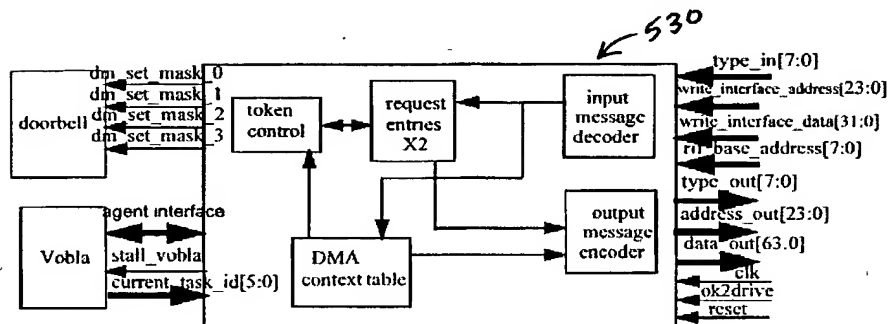 530
dm_set_mask_0
dm_set_mask_1
dm_set_mask_2
dm_set_mask_3
doorbell
token
control
request
entries
X2
input
message
decoder
type_in[7:0]
write_interface_address[23:0]
write_interface_data[31:0]
rif_base_address[7:0]
type_out[7:0]
address_out[23:0]
data_out[63.0]
clk
ok2drive
reset
agent interface
Vobla
stall_vobla
current_task_id[5:0]
DMA
context table
output
message
encoder